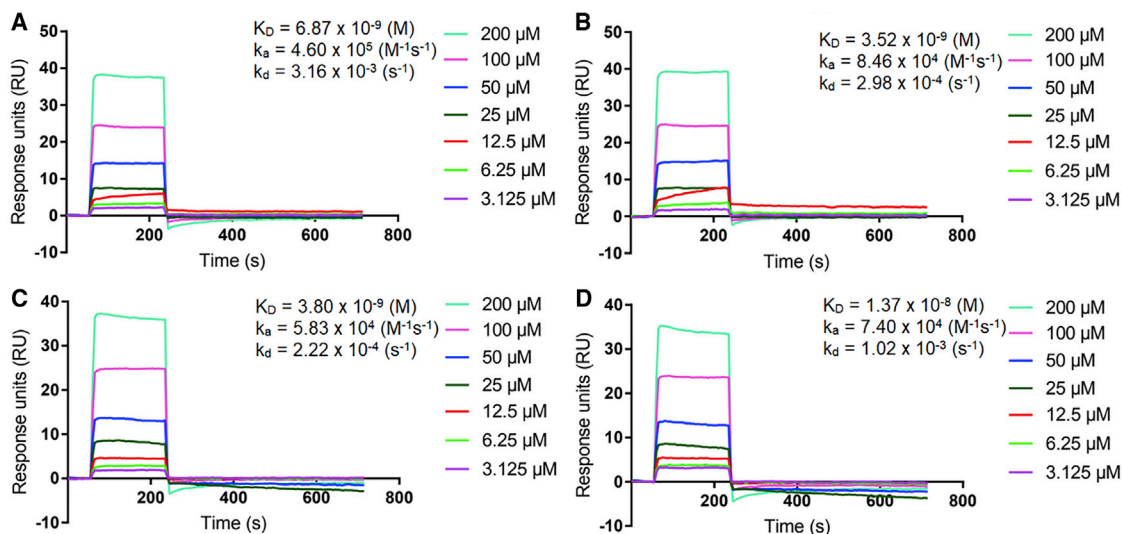 A
Response units (RU)
50
40
30
20
10
0
-10
200
400
600
800
Time (s)
K_D = 6.87 x 10⁻⁹ (M)
k_a = 4.60 x 10⁵ (M⁻¹s⁻¹)
k_d = 3.16 x 10⁻³ (s⁻¹)
200 µM
100 µM
50 µM
25 µM
12.5 µM
6.25 µM
3.125 µM
B
Response units (RU)
50
40
30
20
10
0
-10
200
400
600
800
Time (s)
K_D = 3.52 x 10⁻⁹ (M)
k_a = 8.46 x 10⁴ (M⁻¹s⁻¹)
k_d = 2.98 x 10⁻⁴ (s⁻¹)
200 µM
100 µM
50 µM
25 µM
12.5 µM
6.25 µM
3.125 µM
C
Response units (RU)
40
30
20
10
0
-10
200
400
600
800
Time (s)
K_D = 3.80 x 10⁻⁹ (M)
k_a = 5.83 x 10⁴ (M⁻¹s⁻¹)
k_d = 2.22 x 10⁻⁴ (s⁻¹)
200 µM
100 µM
50 µM
25 µM
12.5 µM
6.25 µM
3.125 µM
D
Response units (RU)
40
30
20
10
0
-10
200
400
600
800
Time (s)
K_D = 1.37 x 10⁻⁸ (M)
k_a = 7.40 x 10⁴ (M⁻¹s⁻¹)
k_d = 1.02 x 10⁻³ (s⁻¹)
200 µM
100 µM
50 µM
25 µM
12.5 µM
6.25 µM
3.125 µM